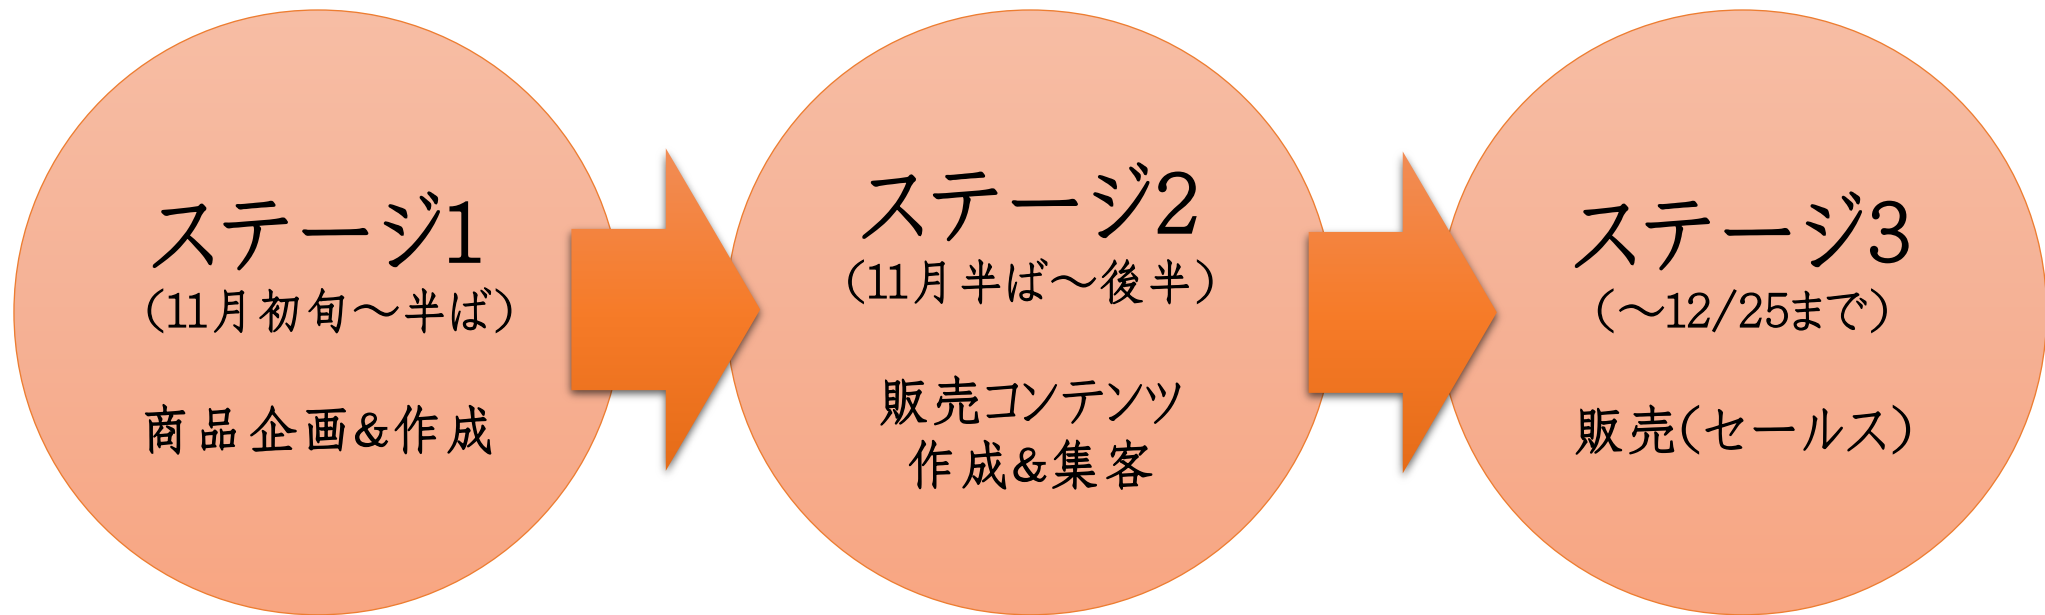 ステージ1
（11月初旬～半ば）
商品企画&作成
ステージ2
（11月半ば～後半）
販売コンテンツ
作成&集客
ステージ3
（～12/25まで）
販売(セールス)